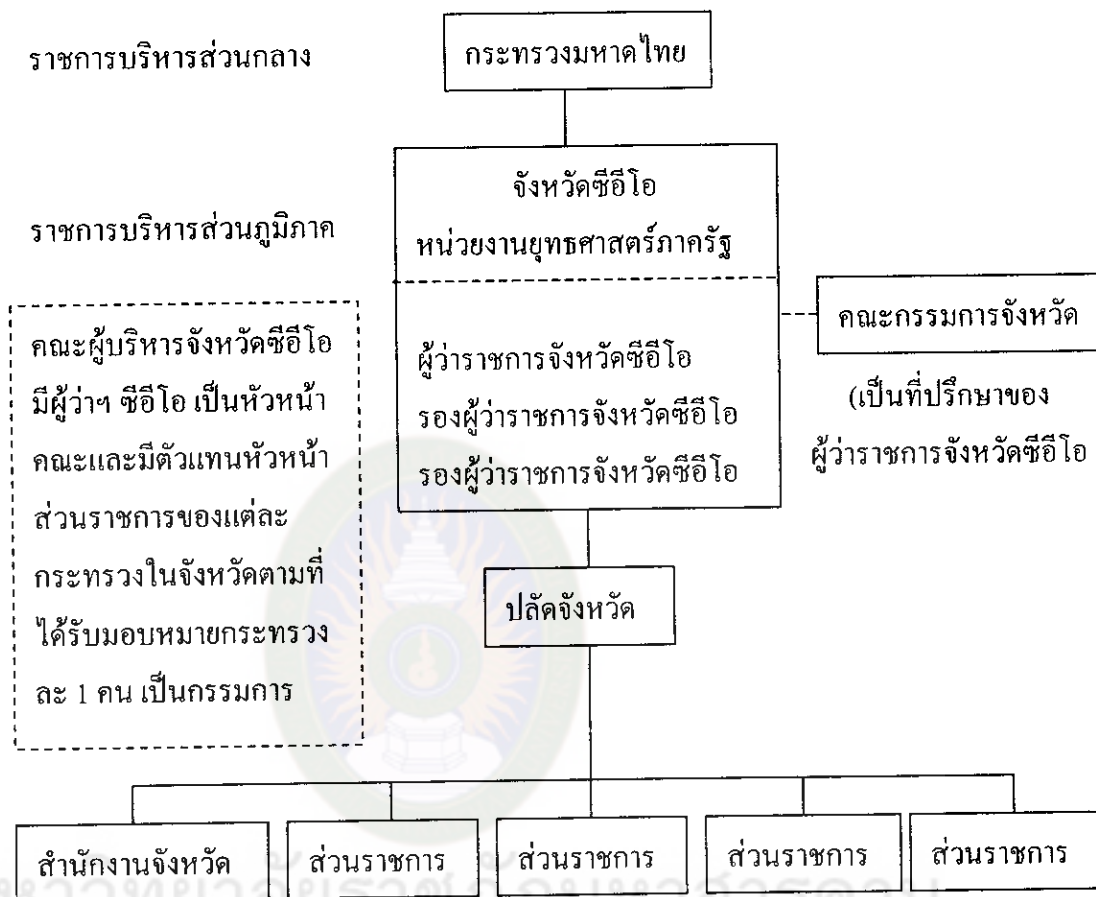 ราชการบริหารส่วนกลาง
กระทรวงมหาดไทย
จังหวัดซีอีโอ
หน่วยงานยุทธศาสตร์ภาครัฐ
ราชการบริหารส่วนภูมิภาค
คณะผู้บริหารจังหวัดซีอีโอ
มีผู้ว่าฯ ซีอีโอ เป็นหัวหน้า
คณะและมีตัวแทนหัวหน้า
ส่วนราชการของแต่ละ
กระทรวงในจังหวัดตามที่
ได้รับมอบหมายกระทรวง
ละ 1 คน เป็นกรรมการ
ผู้ว่าราชการจังหวัดซีอีโอ
รองผู้ว่าราชการจังหวัดซีอีโอ
รองผู้ว่าราชการจังหวัดซีอีโอ
คณะกรรมการจังหวัด
(เป็นที่ปรึกษาของ
ผู้ว่าราชการจังหวัดซีอีโอ
ปลัดจังหวัด
สำนักงานจังหวัด
ส่วนราชการ
ส่วนราชการ
ส่วนราชการ
ส่วนราชการ